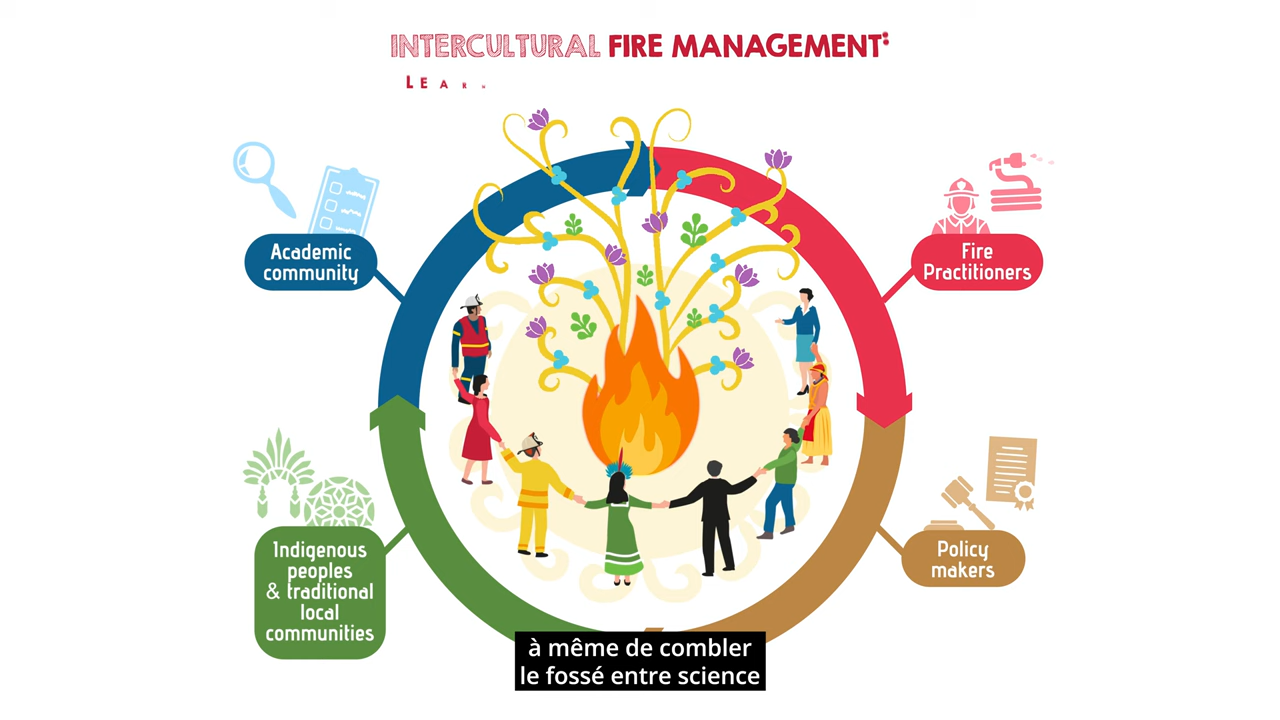 INTERCULTURAL FIRE MANAGEMENT:
LEARN
Academic
community
Fire
Practitioners
Indigenous
peoples
& traditional
local
communities
Policy
makers
à même de combler
le fossé entre science